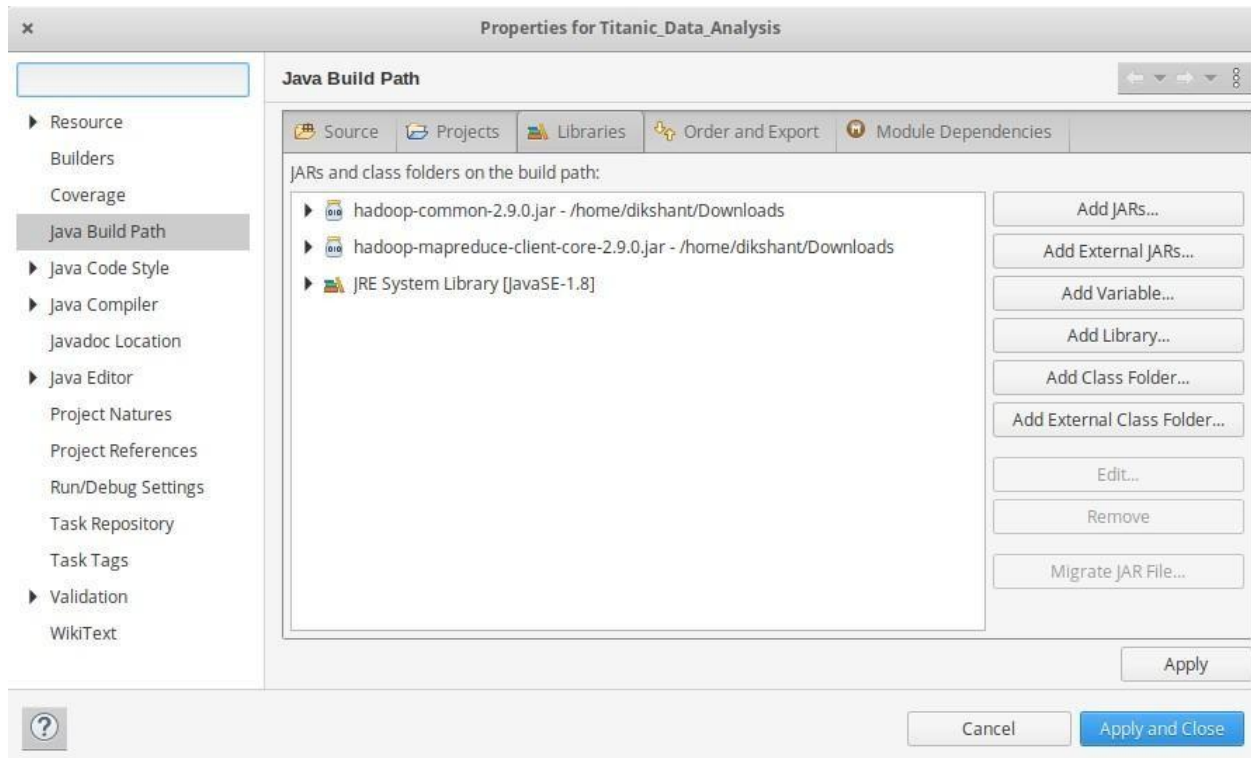 Properties for Titanic_Data_Analysis
Java Build Path
Resource
Builders
Coverage
Java Build Path
Java Code Style
Java Compiler
Javadoc Location
Java Editor
Project Natures
Project References
Run/Debug Settings
Task Repository
Task Tags
Validation
WikiText
Source Projects Libraries Order and Export Module Dependencies
JARs and class folders on the build path:
hadoop-common-2.9.0.jar - /home/dikshant/Downloads
hadoop-mapreduce-client-core-2.9.0.jar - /home/dikshant/Downloads
JRE System Library [JavaSE-1.8]
Add JARs...
Add External JARs...
Add Variable...
Add Library...
Add Class Folder...
Add External Class Folder...
Edit...
Remove
Migrate JAR File...
Apply
?
Cancel
Apply and Close